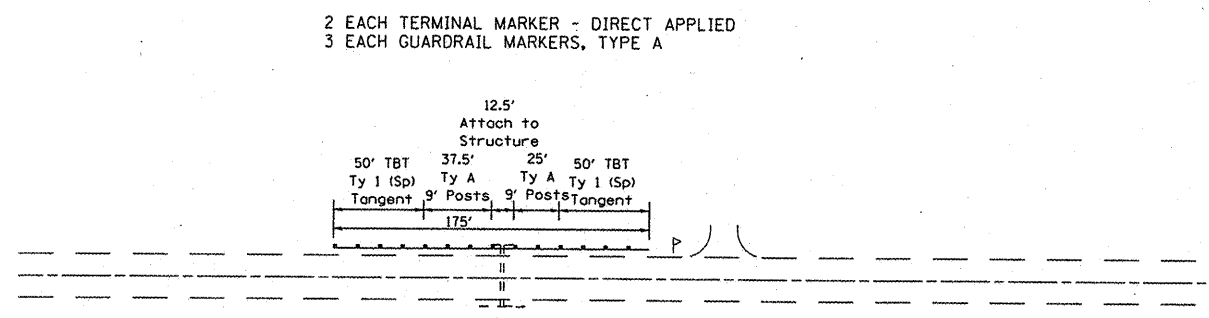 2 EACH TERMINAL MARKER - DIRECT APPLIED
3 EACH GUARDRAIL MARKERS, TYPE A
12.5'
Attach to
Structure
50' TBT
Ty 1 (Sp)
Tangent
37.5'
Ty A
9' Posts
25'
Ty A
9' Posts
50' TBT
Ty 1 (Sp)
Tangent
175'